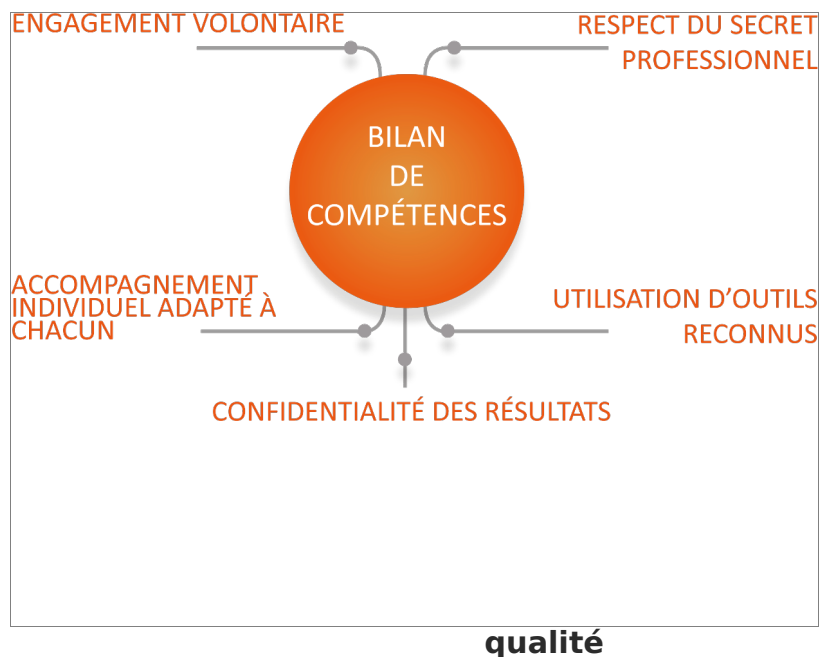 ENGAGEMENT VOLONTAIRE
RESPECT DU SECRET
PROFESSIONNEL
BILAN
DE
COMPÉTENCES
ACCOMPAGNEMENT
INDIVIDUEL ADAPTÉ À
CHACUN
UTILISATION D’OUTILS
RECONNUS
CONFIDENTIALITÉ DES RÉSULTATS
qualité